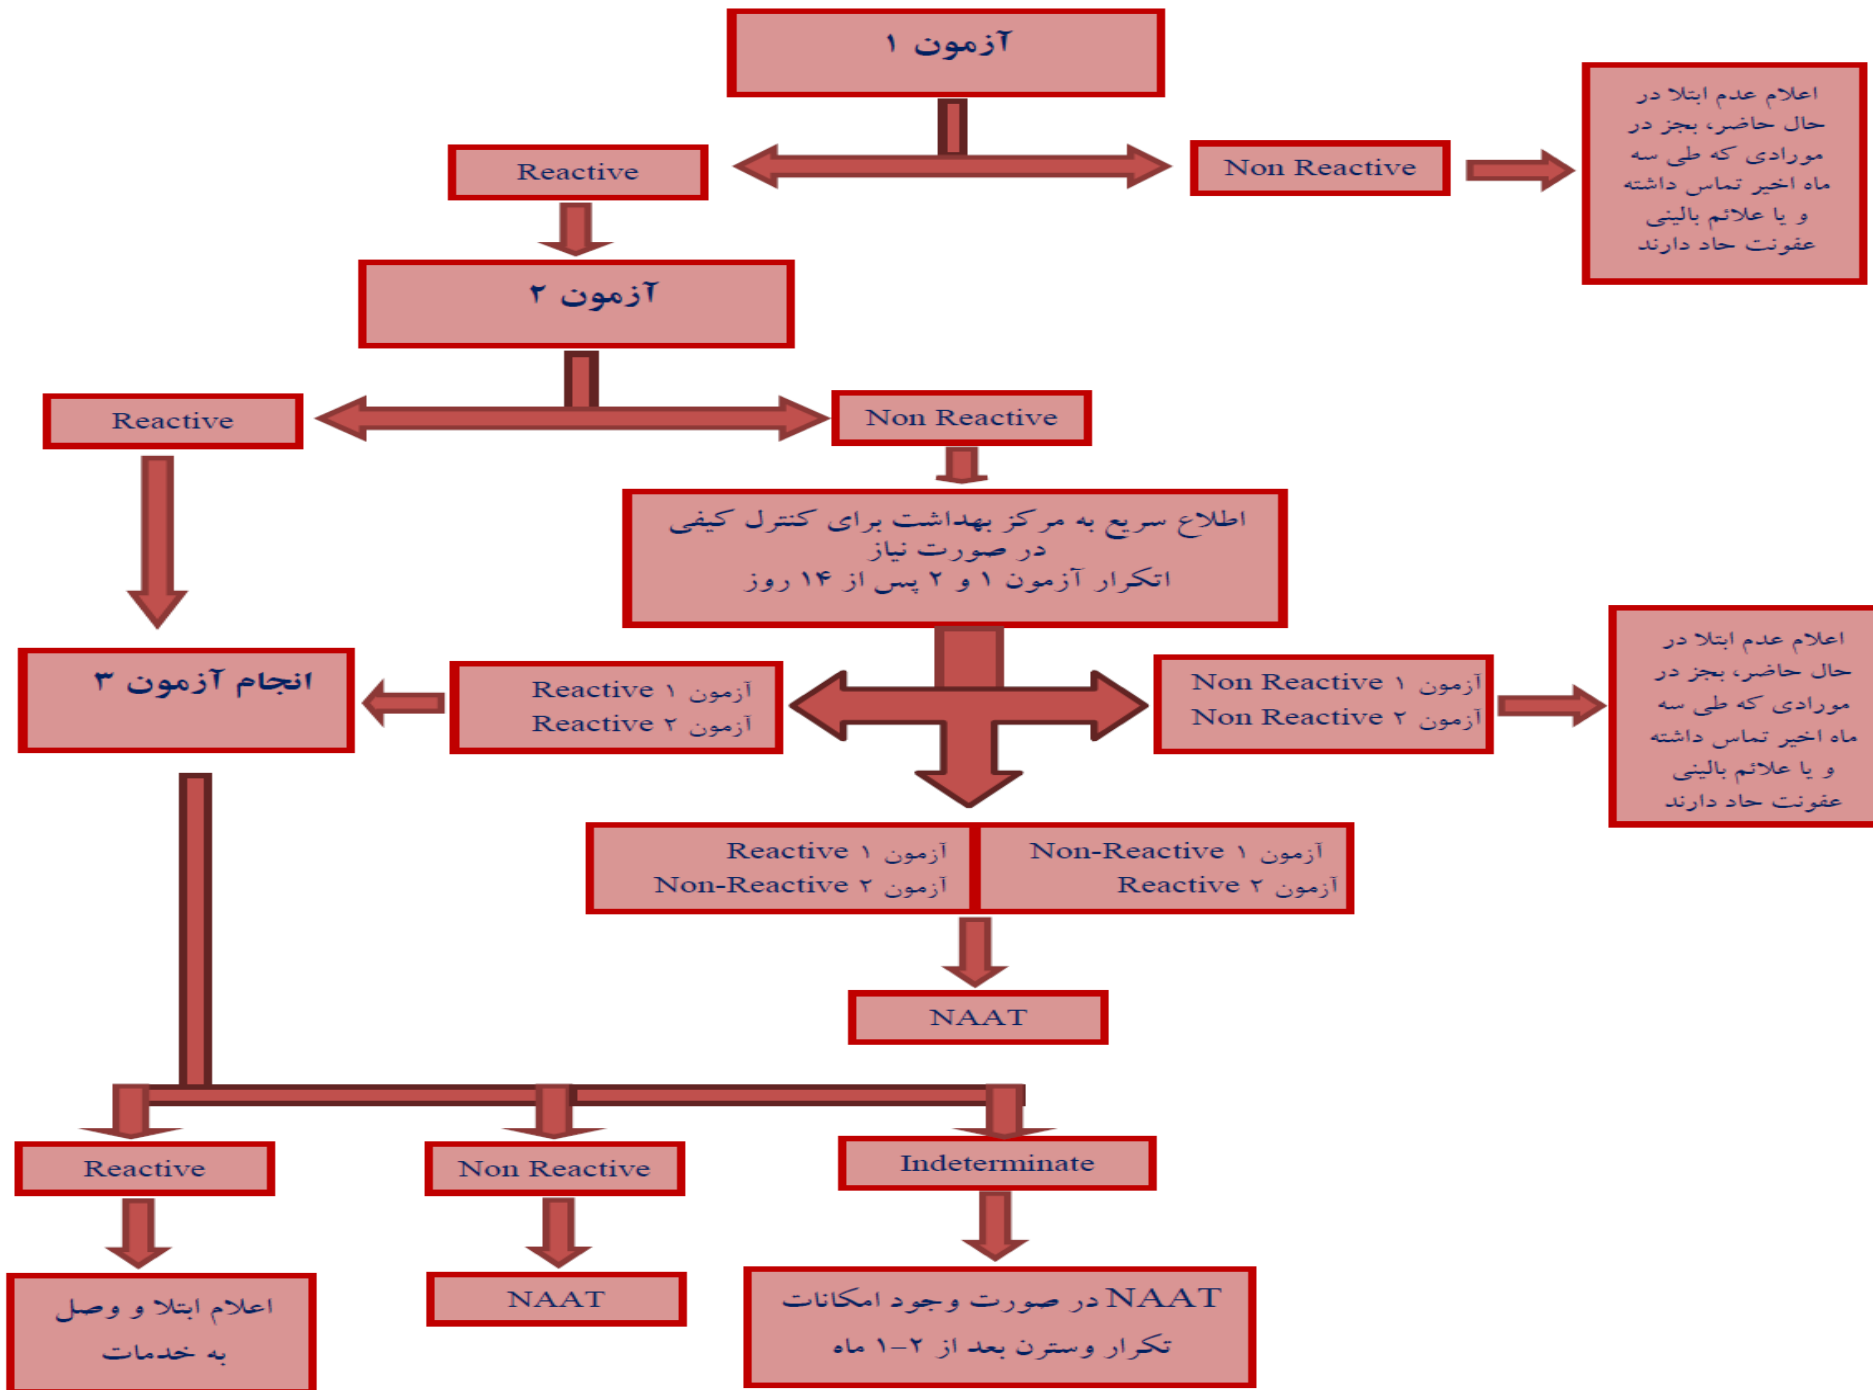 آزمون ۱
Reactive
Non Reactive
اعلام عدم ابتلا در
حال حاضر، بجز در
مورادی که طی سه
ماه اخیر تماس داشته
و یا علائم بالینی
عفونت حاد دارند
آزمون ۲
Reactive
Non Reactive
اطلاع سریع به مرکز بهداشت برای کنترل کیفی
در صورت نیاز
اتکرار آزمون ۱ و ۲ پس از ۱۴ روز
انجام آزمون ۳
آزمون ۱ Reactive
آزمون ۲ Reactive
آزمون ۱ Non Reactive
آزمون ۲ Non Reactive
اعلام عدم ابتلا در
حال حاضر، بجز در
مورادی که طی سه
ماه اخیر تماس داشته
و یا علائم بالینی
عفونت حاد دارند
آزمون ۱ Reactive
آزمون ۲ Non-Reactive
آزمون ۱ Non-Reactive
آزمون ۲ Reactive
NAAT
Reactive
Non Reactive
Indeterminate
اعلام ابتلا و وصل
به خدمات
NAAT
NAAT در صورت وجود امکانات
تکرار وسترن بعد از ۲-۱ ماه